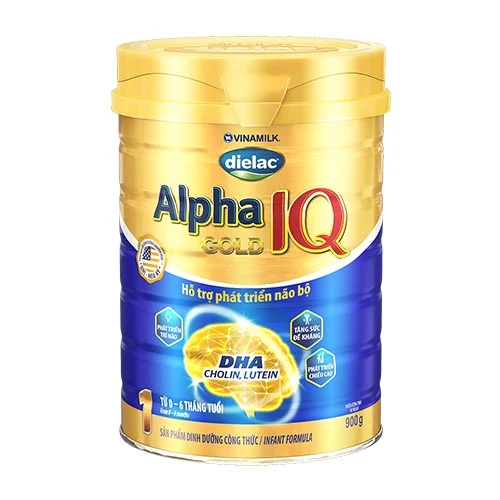 VINAMILK
dielac
Alpha
GOLD
IQ
Hỗ trợ phát triển não bộ
PHÁT TRIỂN
TRÍ NÃO
TĂNG SỨC
ĐỀ KHÁNG
DHA
CHOLIN, LUTEIN
PHÁT TRIỂN
CHIỀU CAO
1
TỪ 0 – 6 THÁNG TUỔI
From 0 - 6 months
SẢN PHẨM DINH DƯỠNG CÔNG THỨC / INFANT FORMULA
900g